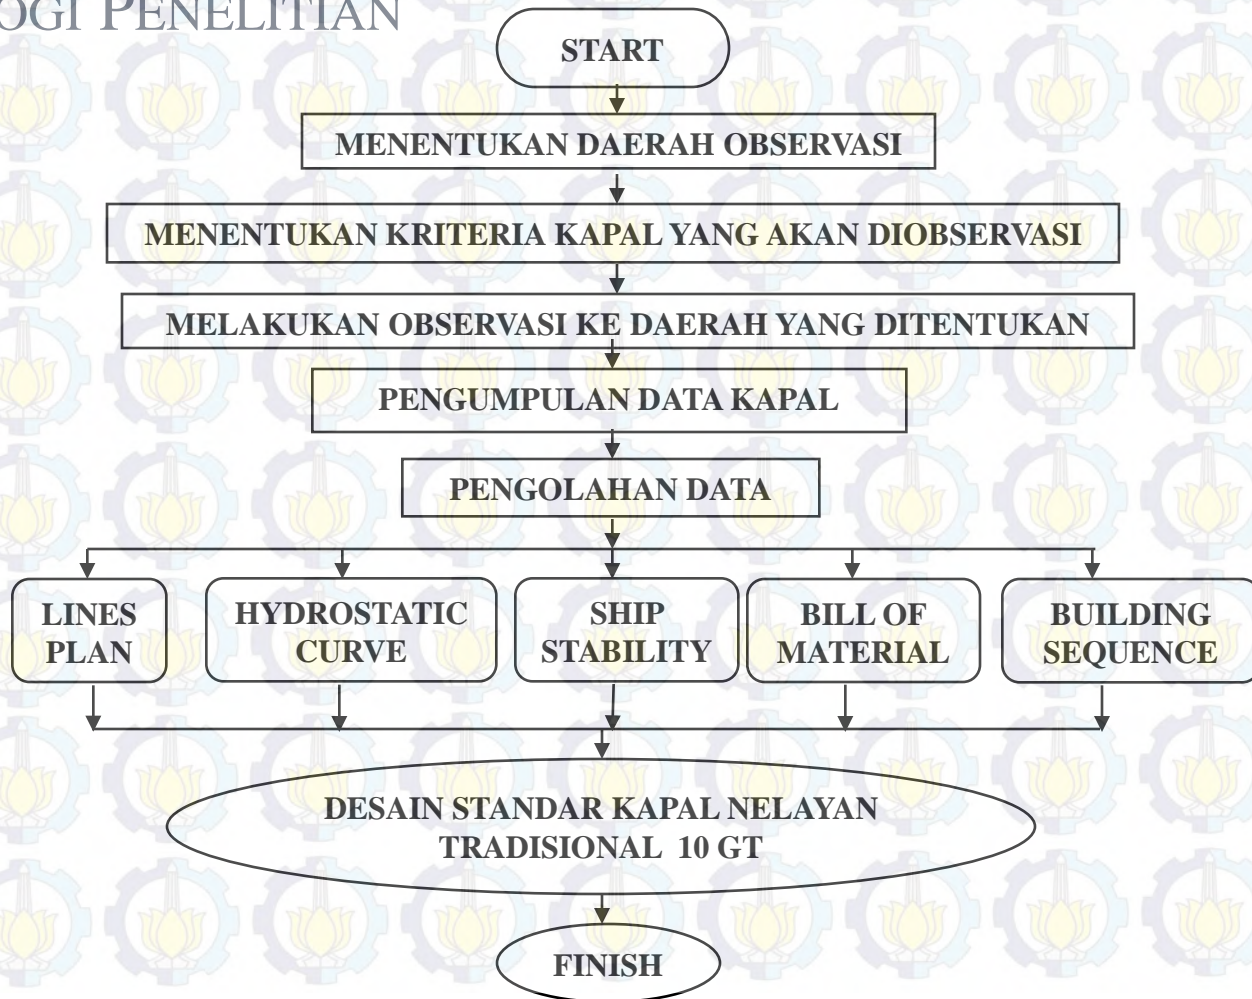 OGI PENELITIAN
START
MENENTUKAN DAERAH OBSERVASI
MENENTUKAN KRITERIA KAPAL YANG AKAN DIOBSERVASI
MELAKUKAN OBSERVASI KE DAERAH YANG DITENTUKAN
PENGUMPULAN DATA KAPAL
PENGOLAHAN DATA
LINES
PLAN
HYDROSTATIC
CURVE
SHIP
STABILITY
BILL OF
MATERIAL
BUILDING
SEQUENCE
DESAIN STANDAR KAPAL NELAYAN
TRADISIONAL 10 GT
FINISH